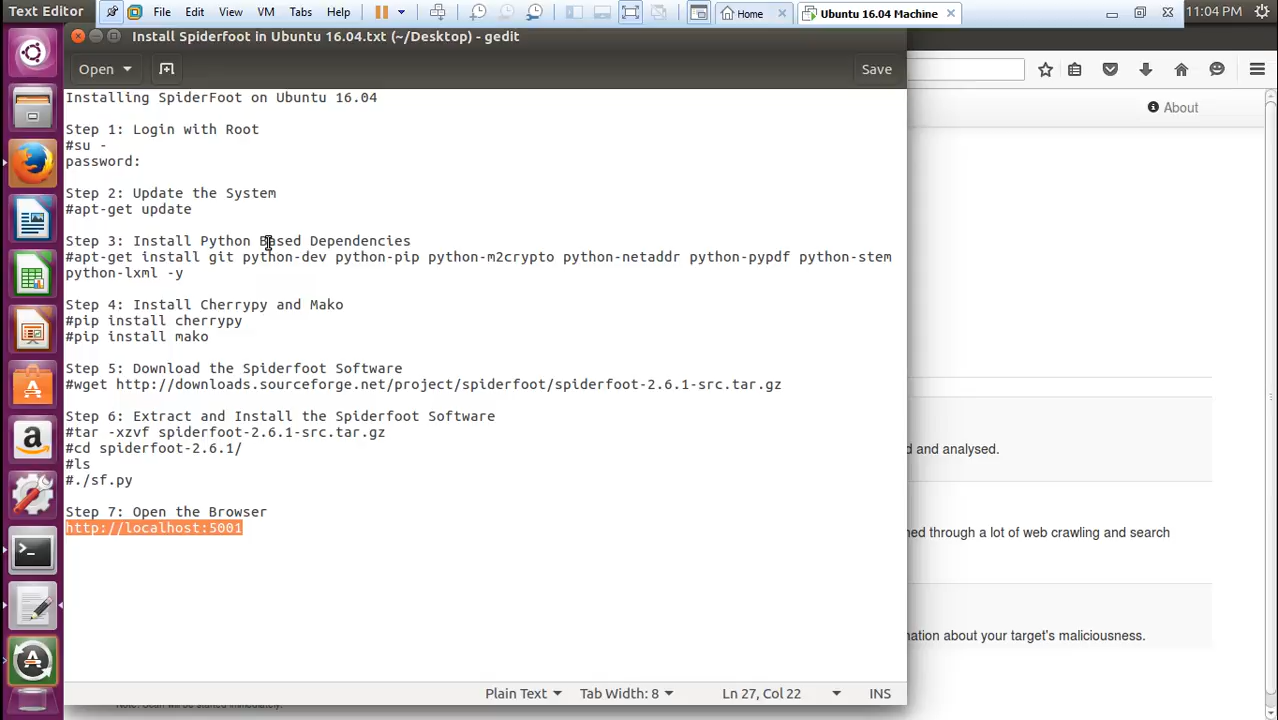 Text Editor
File Edit View VM Tabs Help
Home
Ubuntu 16.04 Machine
11:04 PM
Install Spiderfoot in Ubuntu 16.04.txt (~/Desktop) - gedit
Open
Save
Installing SpiderFoot on Ubuntu 16.04
Step 1: Login with Root
#su -
password:
Step 2: Update the System
#apt-get update
Step 3: Install Python Based Dependencies
#apt-get install git python-dev python-pip python-m2crypto python-netaddr python-pypdf python-stem
python-lxml -y
Step 4: Install Cherrypy and Mako
#pip install cherrypy
#pip install mako
Step 5: Download the Spiderfoot Software
#wget http://downloads.sourceforge.net/project/spiderfoot/spiderfoot-2.6.1-src.tar.gz
Step 6: Extract and Install the Spiderfoot Software
#tar -xzvf spiderfoot-2.6.1-src.tar.gz
#cd spiderfoot-2.6.1/
#ls
#./sf.py
Step 7: Open the Browser
http://localhost:5001
Plain Text
Tab Width: 8
Ln 27, Col 22
INS
About
d and analysed.
ned through a lot of web crawling and search
nation about your target's maliciousness.